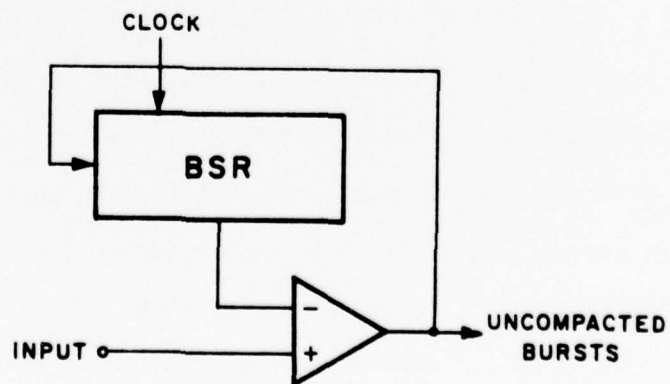 CLOCK
BSR
−
+
INPUT
UNCOMPACTED
BURSTS